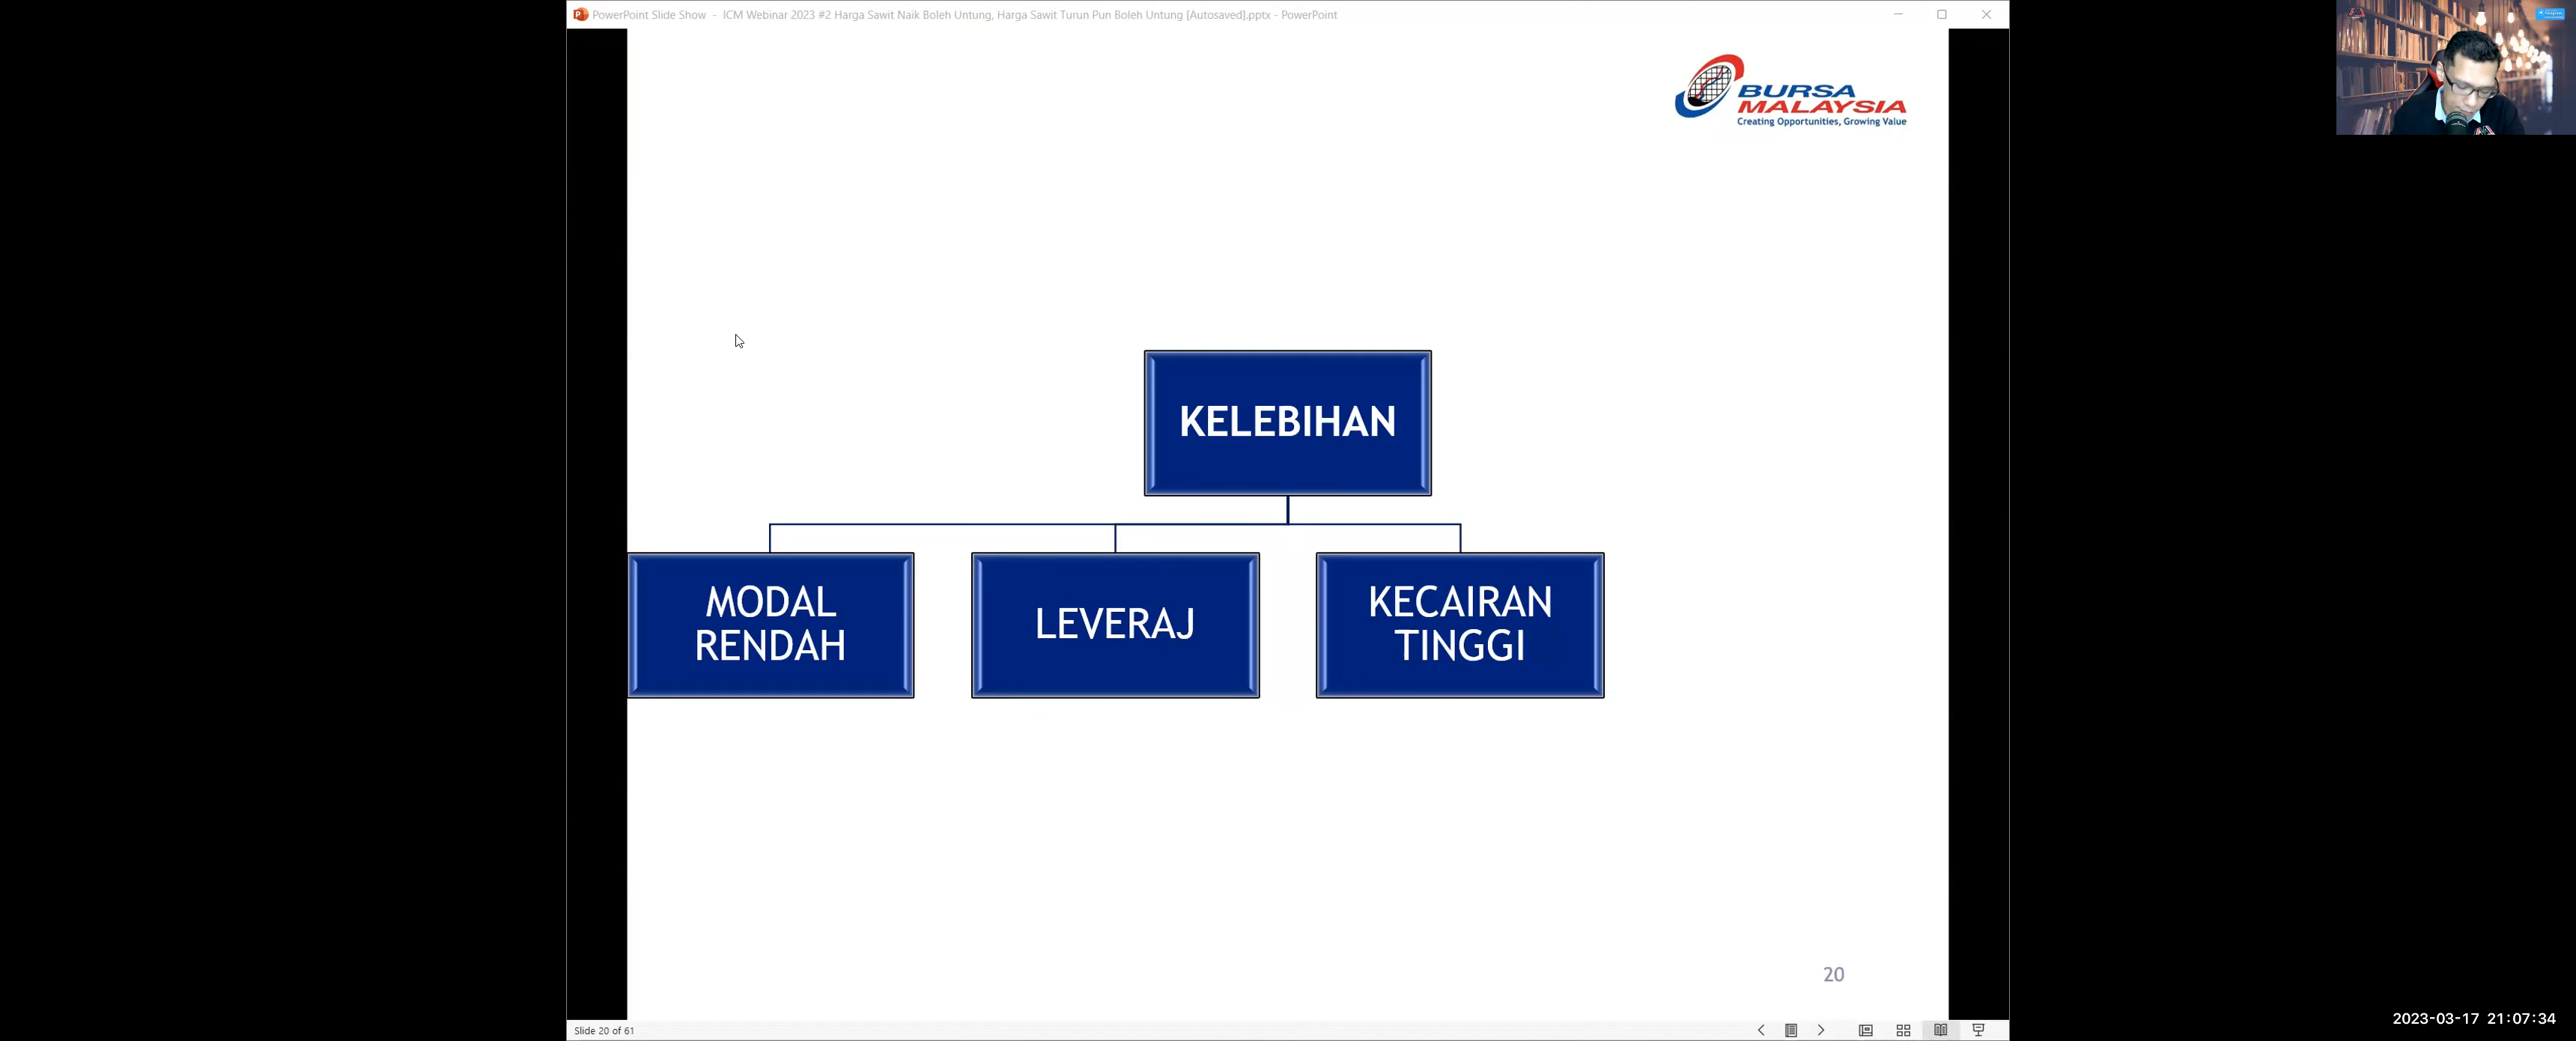 PowerPoint Slide Show - ICM Webinar 2023 #2 Harga Sawit Naik Boleh Untung, Harga Sawit Turun Pun Boleh Untung [Autosaved].pptx - PowerPoint
BURSA
MALAYSIA
Creating Opportunities, Growing Value
KELEBIHAN
MODAL
RENDAH
LEVERAJ
KECAIRAN
TINGGI
20
Slide 20 of 61
2023-03-17 21:07:34